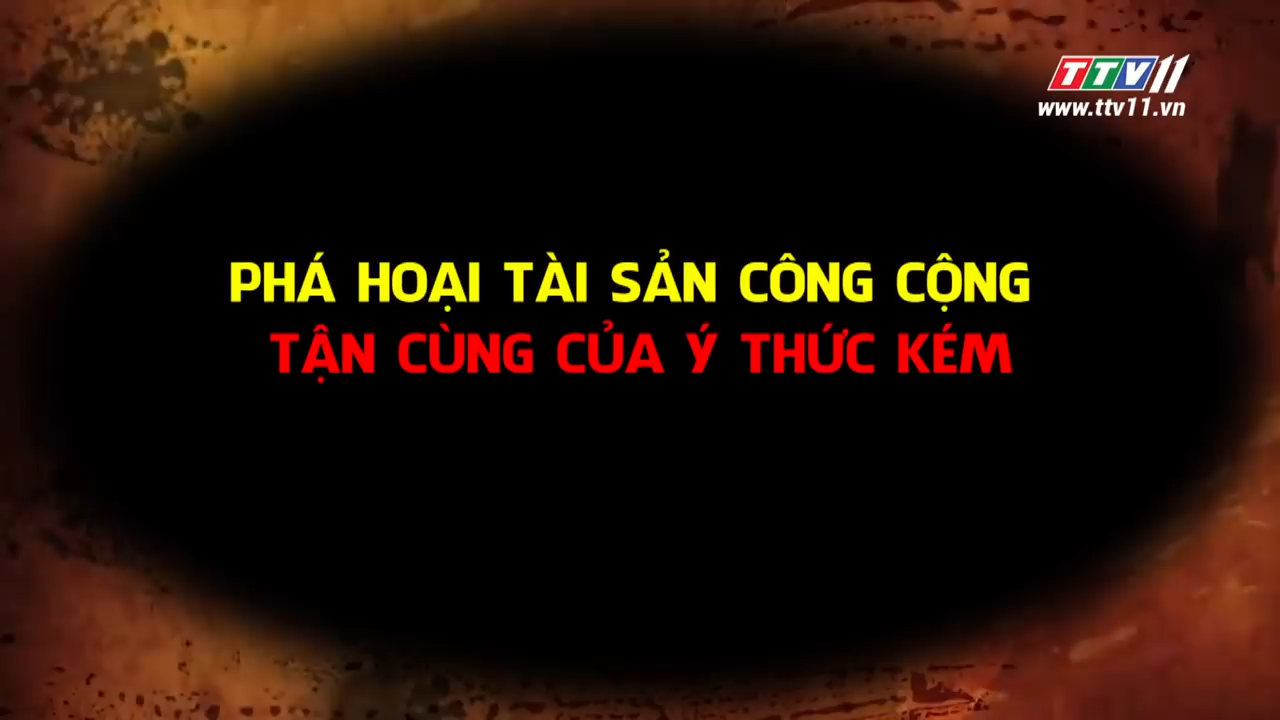 TTV11
www.ttv11.vn
PHÁ HOẠI TÀI SẢN CÔNG CỘNG
TẬN CÙNG CỦA Ý THỨC KÉM